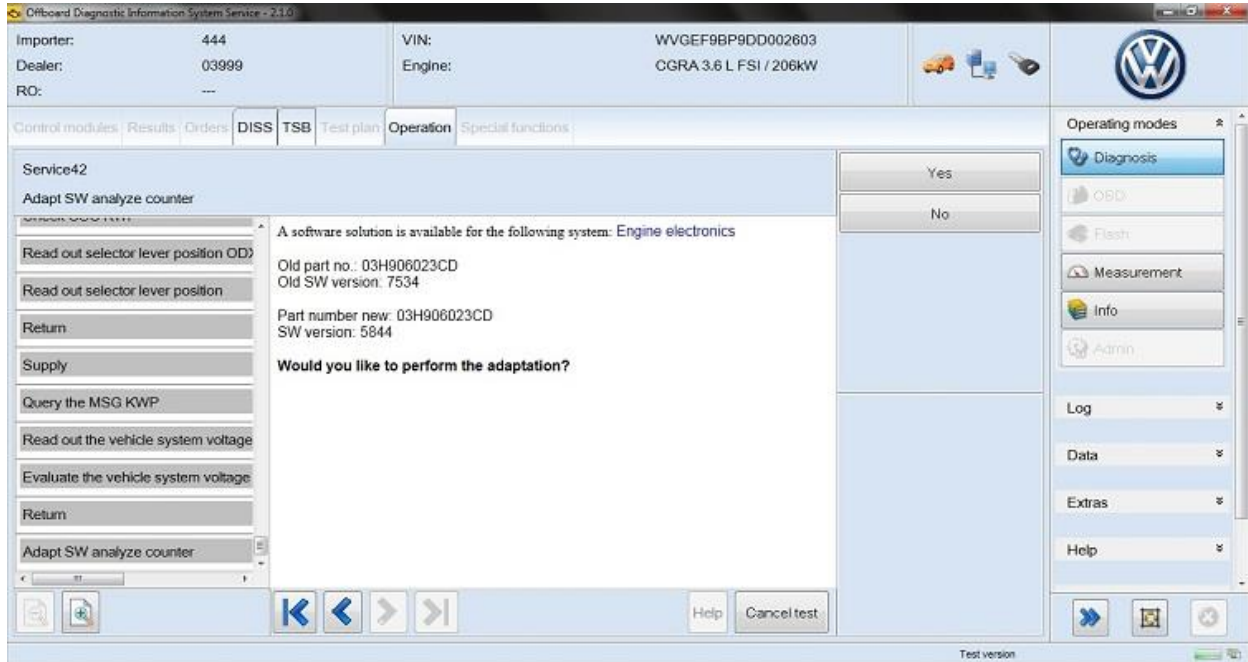 Offboard Diagnostic Information System Service - 2.1.0
Importer: 444 VIN: WVGEF9BP9DD002603
Dealer: 03999 Engine: CGRA 3.6 L FSI / 206kW
RO: ---
Control modules Results Orders DISS TSB Test plan Operation Special functions
Service42
Adapt SW analyze counter
Read out selector lever position ODX
Read out selector lever position
Return
Supply
Query the MSG KWP
Read out the vehicle system voltage
Evaluate the vehicle system voltage
Return
Adapt SW analyze counter
A software solution is available for the following system: Engine electronics
Old part no.: 03H906023CD
Old SW version: 7534
Part number new: 03H906023CD
SW version: 5844
Would you like to perform the adaptation?
Help
Cancel test
Yes
No
Operating modes
Diagnosis
OBD
Flash
Measurement
Info
Admin
Log
Data
Extras
Help
Test version